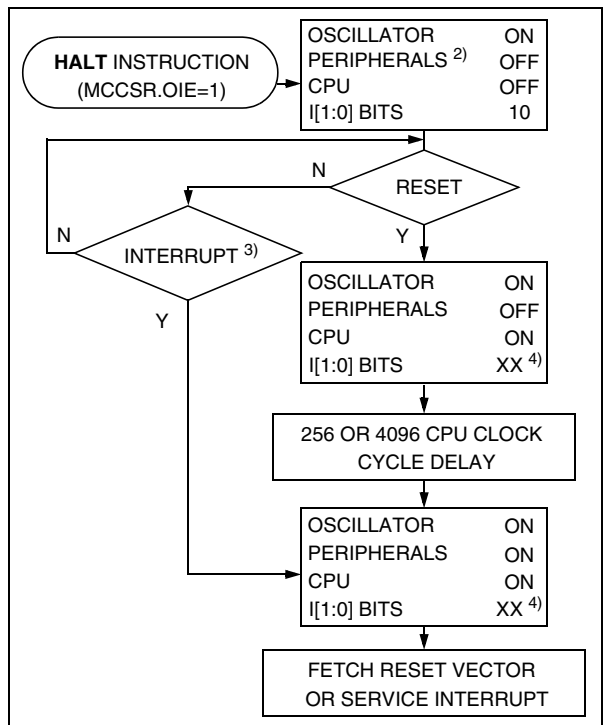 HALT INSTRUCTION
(MCCSR.OIE=1)
OSCILLATOR ON
PERIPHERALS 2) OFF
CPU OFF
I[1:0] BITS 10
N
RESET
N
INTERRUPT 3)
Y
Y
OSCILLATOR ON
PERIPHERALS OFF
CPU ON
I[1:0] BITS XX 4)
256 OR 4096 CPU CLOCK
CYCLE DELAY
OSCILLATOR ON
PERIPHERALS ON
CPU ON
I[1:0] BITS XX 4)
FETCH RESET VECTOR
OR SERVICE INTERRUPT